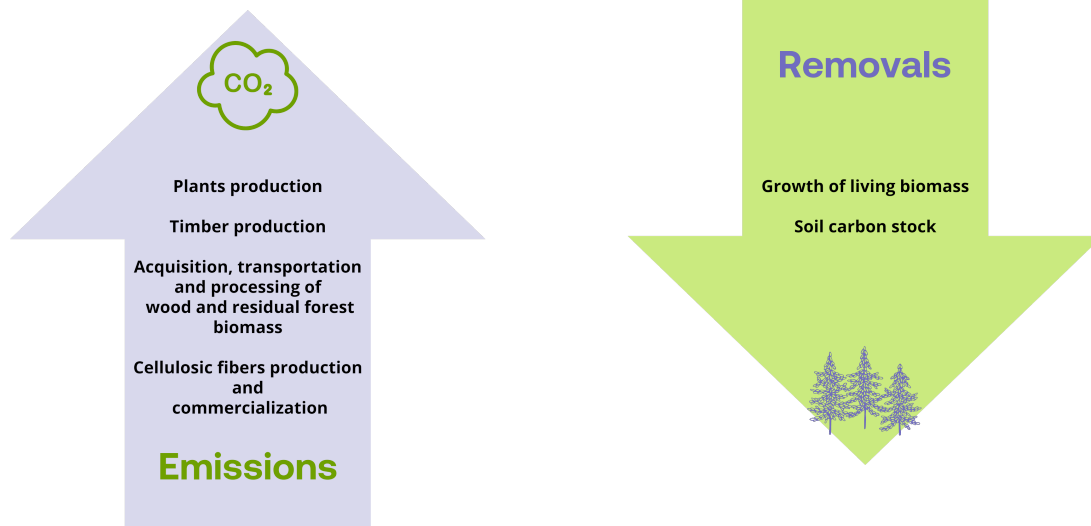 CO₂
Plants production
Timber production
Acquisition, transportation
and processing of
wood and residual forest
biomass
Cellulosic fibers production
and
commercialization
Emissions
Removals
Growth of living biomass
Soil carbon stock